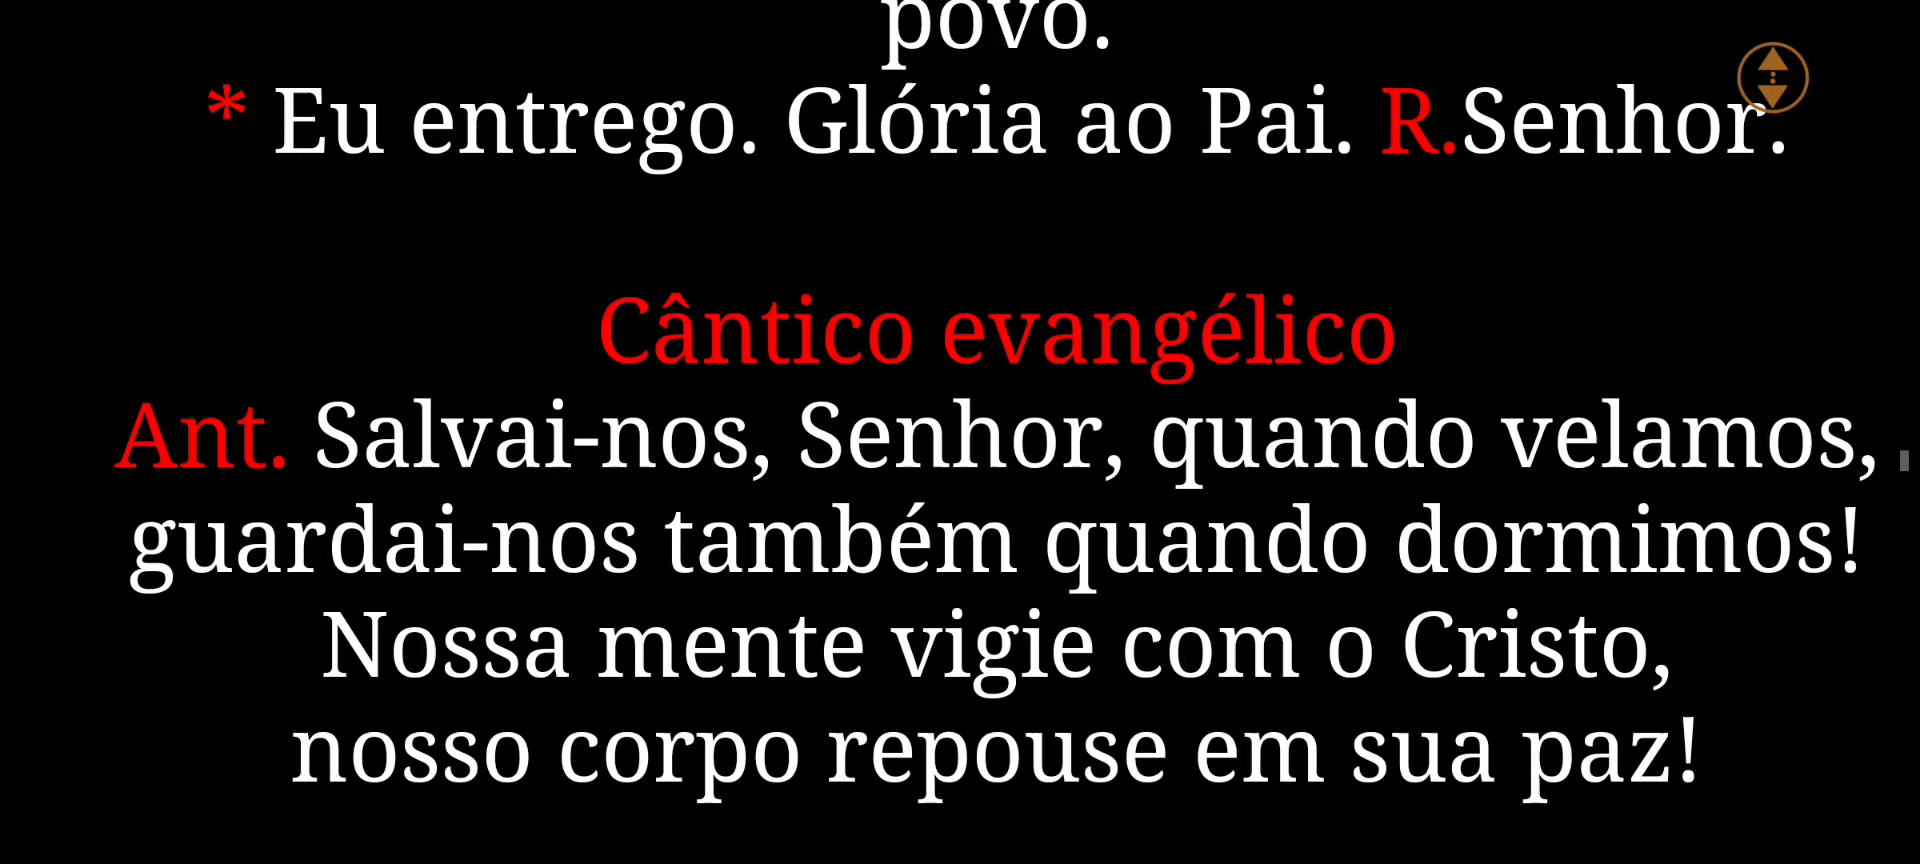 povo.
* Eu entrego. Glória ao Pai. R.Senhor.
Cântico evangélico
Ant. Salvai-nos, Senhor, quando velamos,
guardai-nos também quando dormimos!
Nossa mente vigie com o Cristo,
nosso corpo repouse em sua paz!